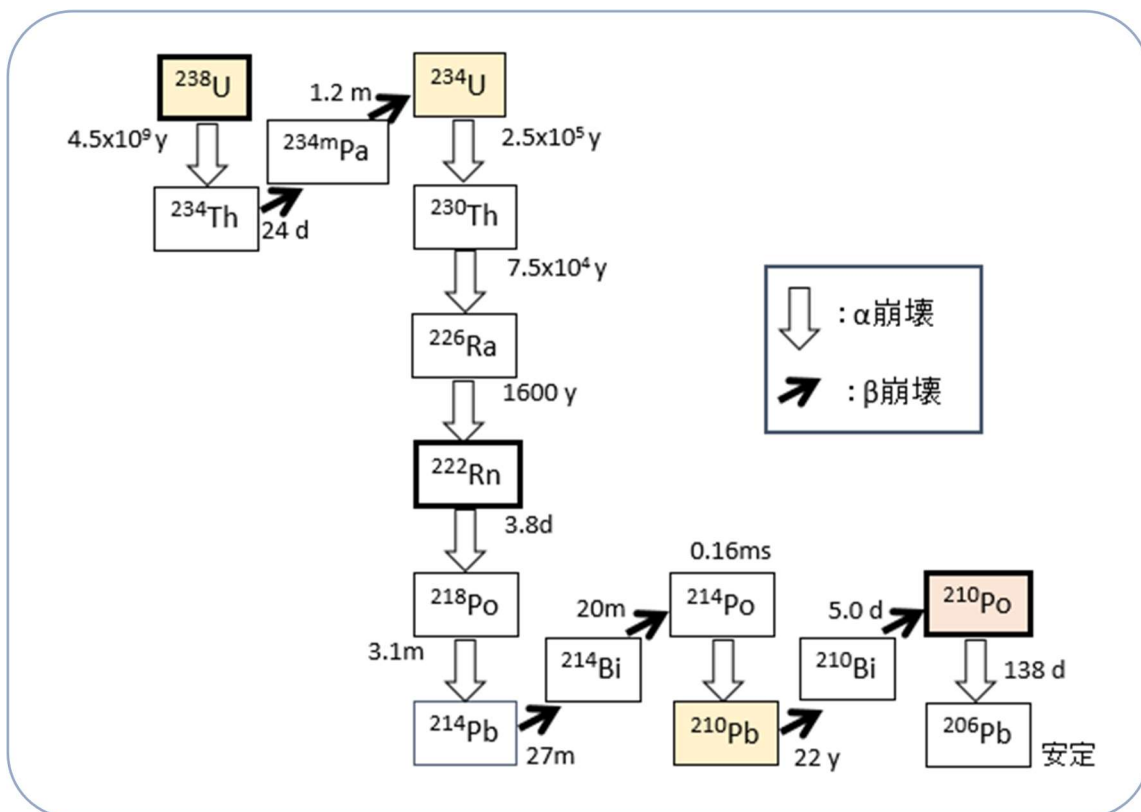 ²³⁸U
4.5x10⁹ y
²³⁴Th
24 d
²³⁴ᵐPa
1.2 m
²³⁴U
2.5x10⁵ y
²³⁰Th
7.5x10⁴ y
²²⁶Ra
1600 y
²²²Rn
3.8d
²¹⁸Po
3.1m
²¹⁴Pb
27m
²¹⁴Bi
20m
0.16ms
²¹⁴Po
²¹⁰Pb
22 y
²¹⁰Bi
5.0 d
²¹⁰Po
138 d
²⁰⁶Pb 安定
: α崩壊
: β崩壊